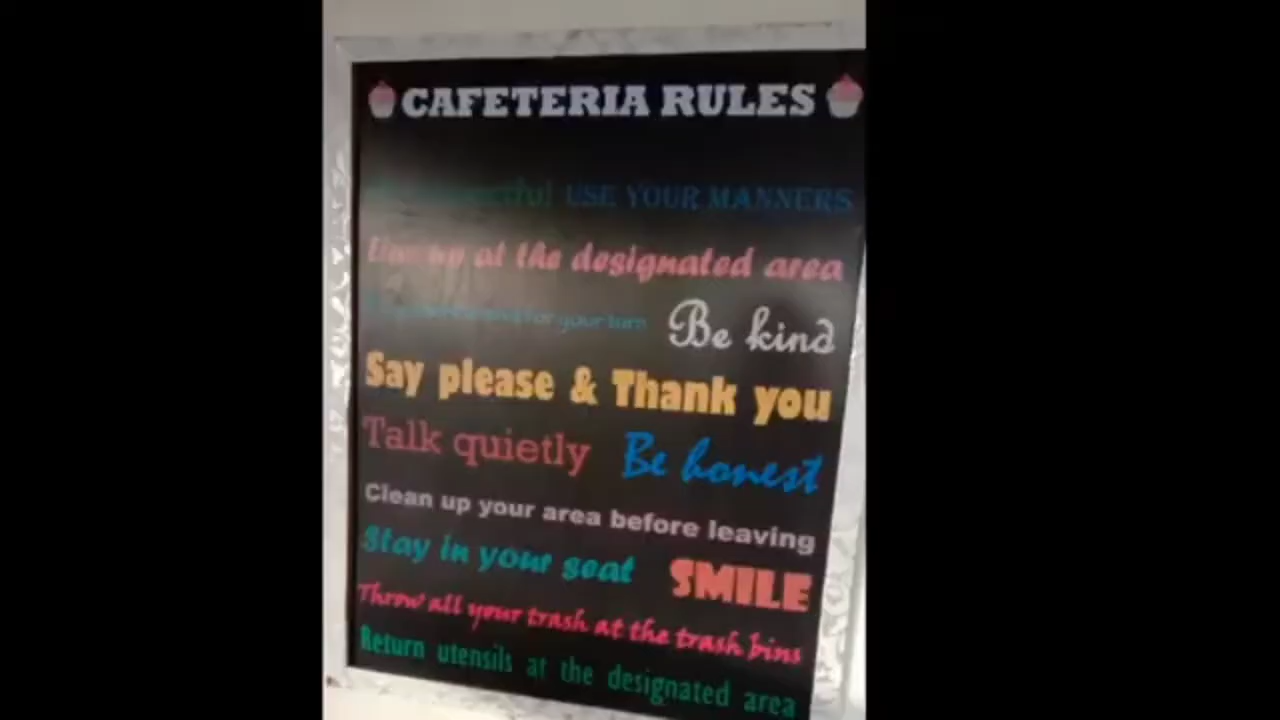 CAFETERIA RULES
USE YOUR MANNERS
Line up at the designated area
for your turn Be kind
Say please & Thank you
Talk quietly Be honest
Clean up your area before leaving
Stay in your seat SMILE
Throw all your trash at the trash bins
Return utensils at the designated area